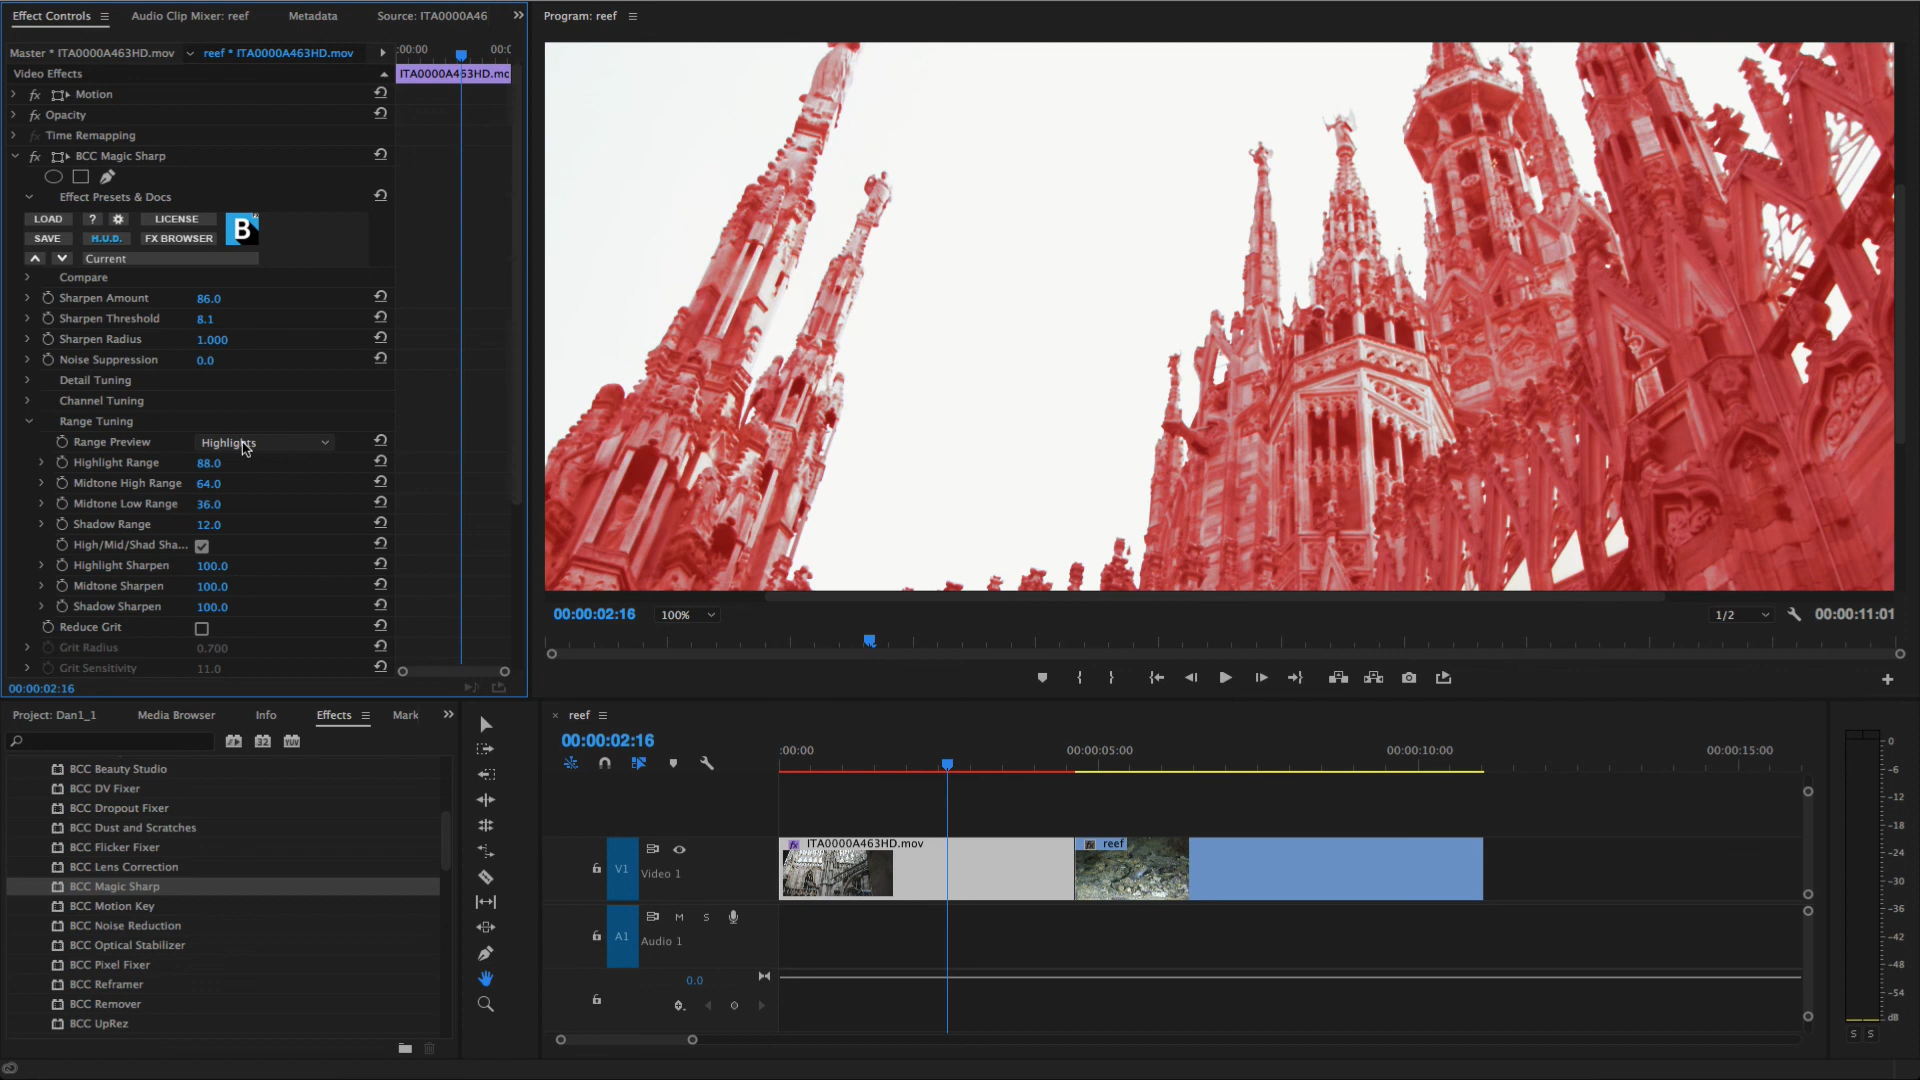 Effect Controls
Audio Clip Mixer: reef
Metadata
Source: ITA0000A46
Program: reef
Master * ITA0000A463HD.mov
reef * ITA0000A463HD.mov
:00:00
00:0
Video Effects
ITA0000A463HD.mc
fx Motion
fx Opacity
fx Time Remapping
fx BCC Magic Sharp
Effect Presets & Docs
LOAD ? LICENSE B
SAVE H.U.D. FX BROWSER
Current
Compare
Sharpen Amount 86.0
Sharpen Threshold 8.1
Sharpen Radius 1.000
Noise Suppression 0.0
Detail Tuning
Channel Tuning
Range Tuning
Range Preview Highlights
Highlight Range 88.0
Midtone High Range 64.0
Midtone Low Range 36.0
Shadow Range 12.0
High/Mid/Shad Sha...
Highlight Sharpen 100.0
Midtone Sharpen 100.0
Shadow Sharpen 100.0
Reduce Grit
Grit Radius 0.700
Grit Sensitivity 11.0
00:00:02:16
00:00:02:16
100%
1/2
00:00:11:01
Project: Dan1_1
Media Browser
Info
Effects
Mark
32
YUV
BCC Beauty Studio
BCC DV Fixer
BCC Dropout Fixer
BCC Dust and Scratches
BCC Flicker Fixer
BCC Lens Correction
BCC Magic Sharp
BCC Motion Key
BCC Noise Reduction
BCC Optical Stabilizer
BCC Pixel Fixer
BCC Reframer
BCC Remover
BCC UpRez
reef
00:00:02:16
:00:00
00:00:05:00
00:00:10:00
00:00:15:00
V1
Video 1
fx ITA0000A463HD.mov
fx reef
A1
M S
Audio 1
0.0
0
-6
-12
-18
-24
-30
-36
-42
-48
-54
dB
S S